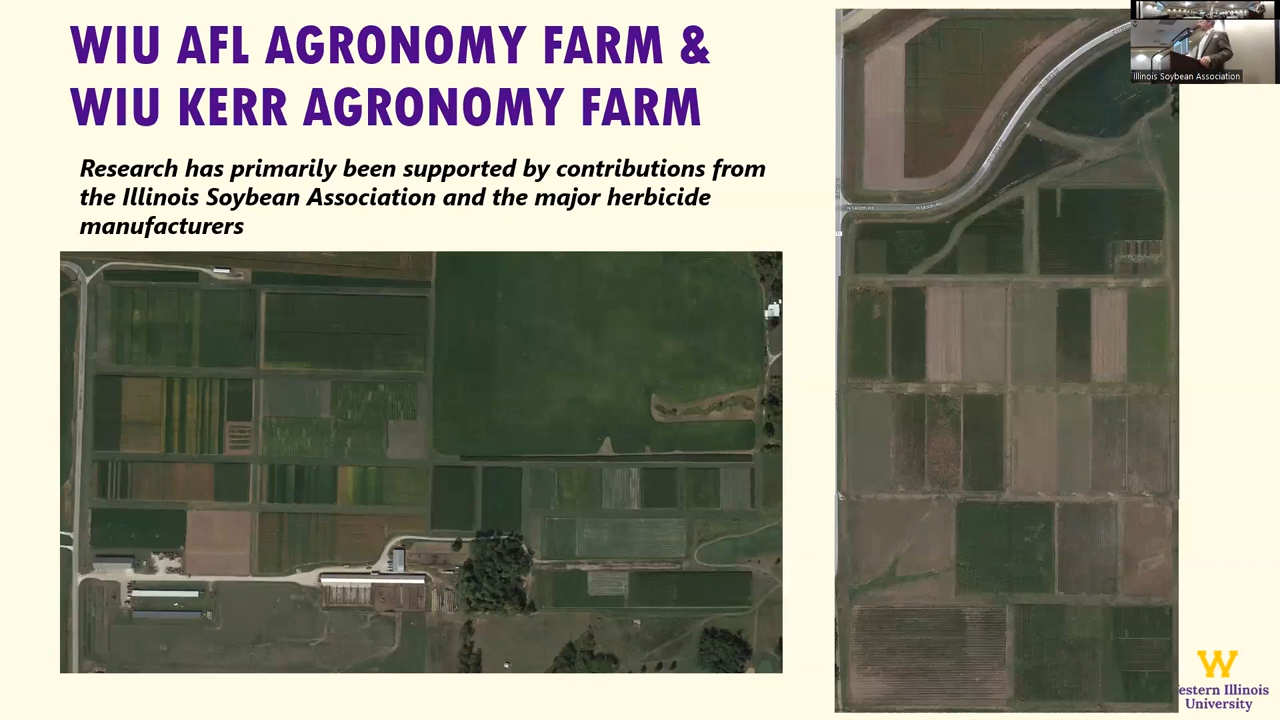 WIU AFL AGRONOMY FARM &
WIU KERR AGRONOMY FARM
Research has primarily been supported by contributions from
the Illinois Soybean Association and the major herbicide
manufacturers
Illinois Soybean Association
W
estern Illinois
University